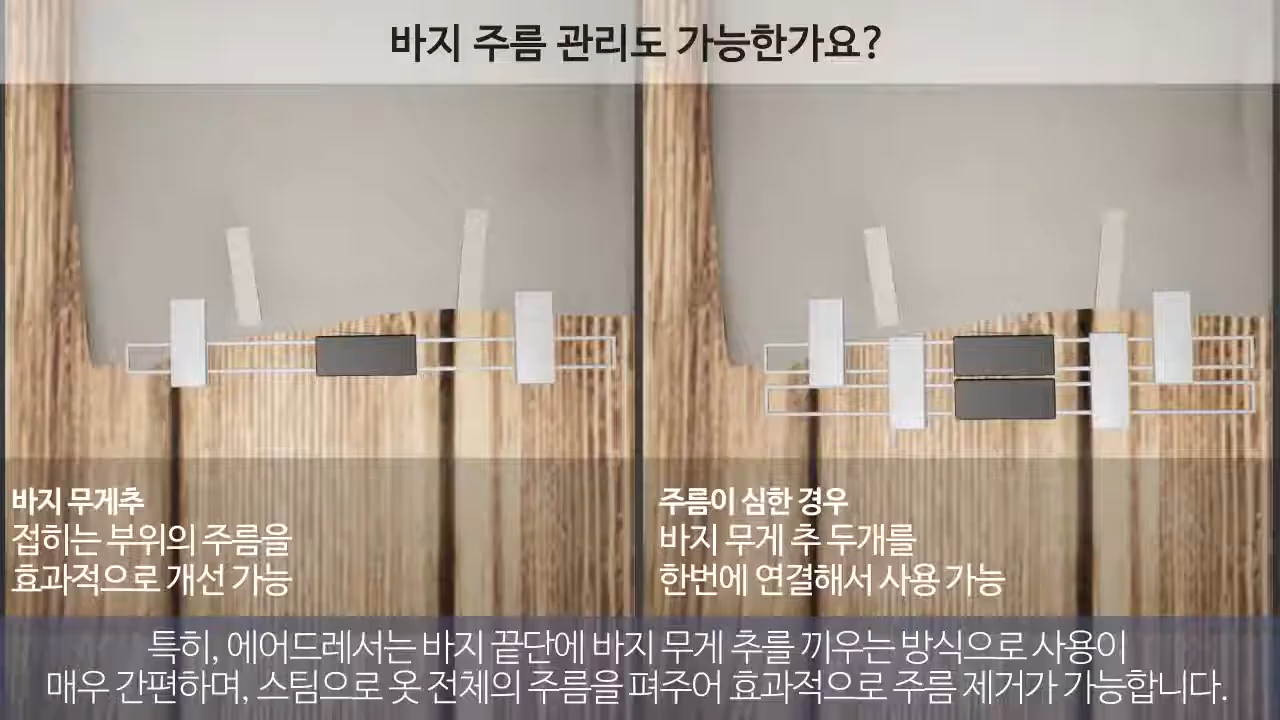 바지 주름 관리도 가능한가요?
바지 무게추
접히는 부위의 주름을
효과적으로 개선 가능
주름이 심한 경우
바지 무게 추 두개를
한번에 연결해서 사용 가능
특히, 에어드레서는 바지 끝단에 바지 무게 추를 끼우는 방식으로 사용이
매우 간편하며, 스팀으로 옷 전체의 주름을 펴주어 효과적으로 주름 제거가 가능합니다.